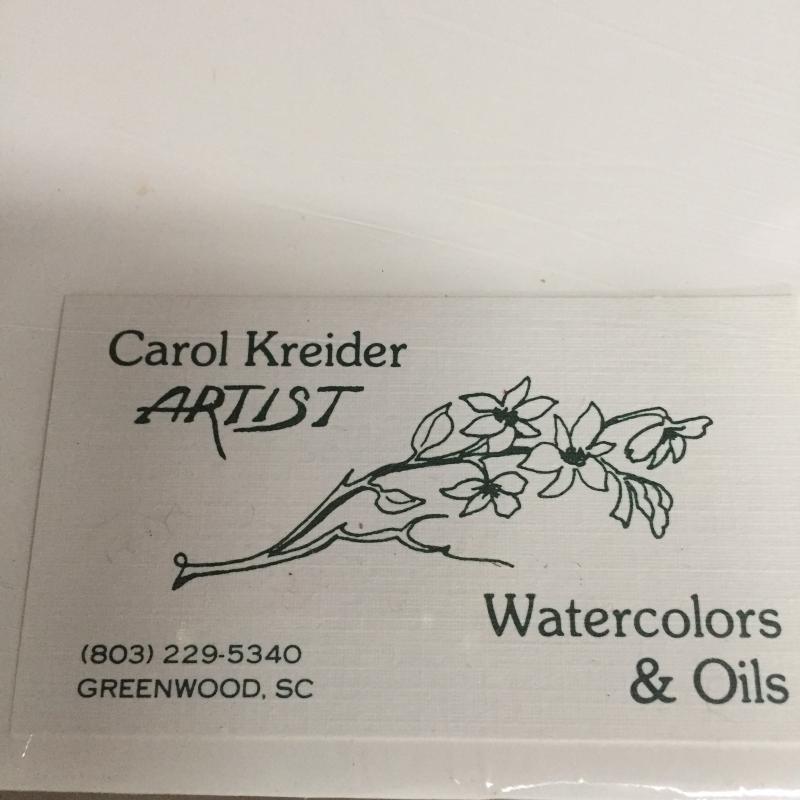 Carol Kreider
ARTIST
Watercolors
& Oils
(803) 229-5340
GREENWOOD, SC